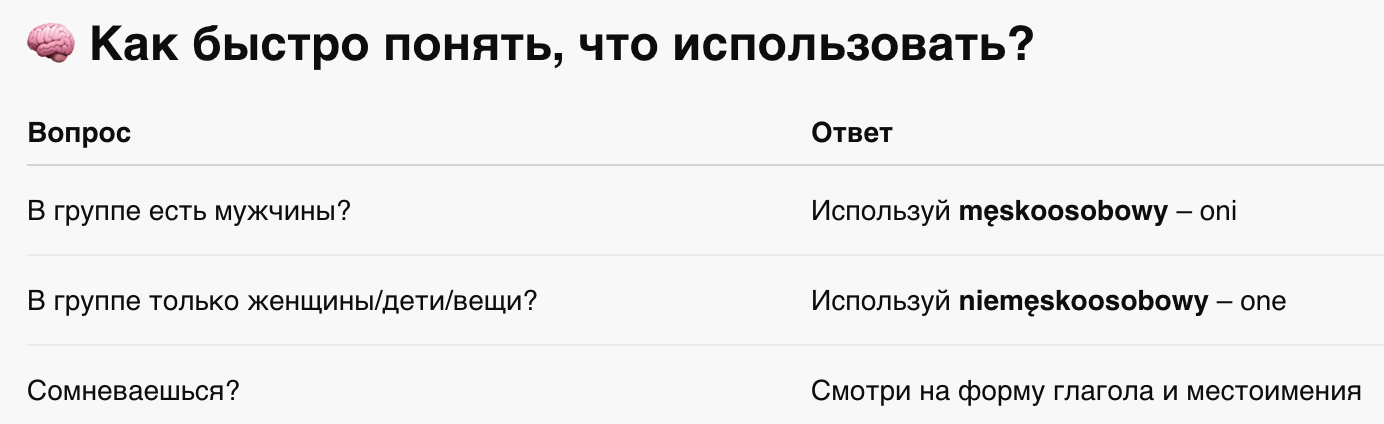 🧠 Как быстро понять, что использовать?
Вопрос Ответ
В группе есть мужчины? Используй męskoosobowy – oni
В группе только женщины/дети/вещи? Используй niemęskoosobowy – one
Сомневаешься? Смотри на форму глагола и местоимения